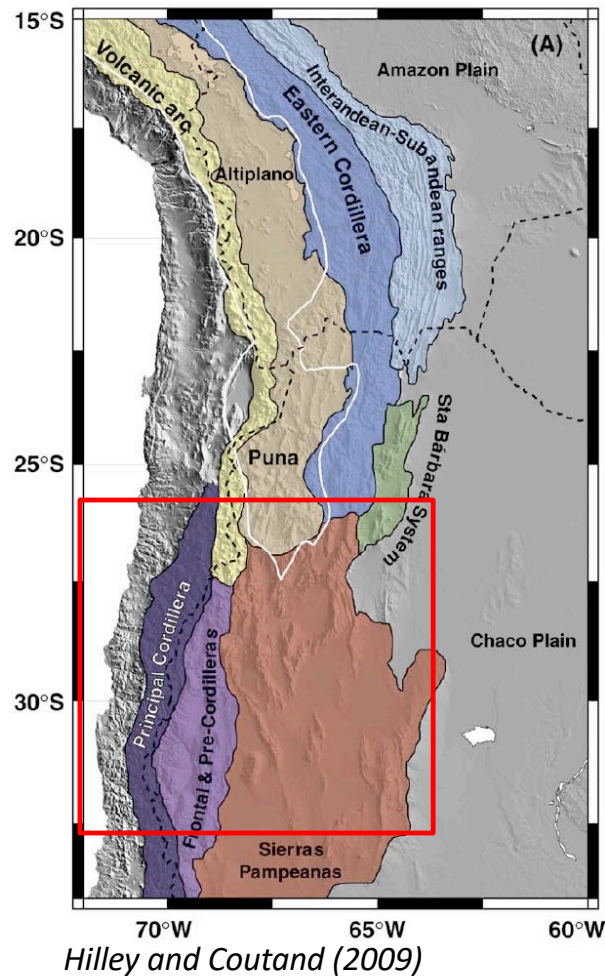 15°S
20°S
25°S
30°S
70°W
65°W
60°W
(A)
Amazon Plain
Volcanic arc
Altiplano
Eastern Cordillera
Interandean-Subandean ranges
Puna
Sta Bárbara System
Chaco Plain
Principal Cordillera
Frontal & Pre-Cordilleras
Sierras
Pampeanas
Hilley and Coutand (2009)